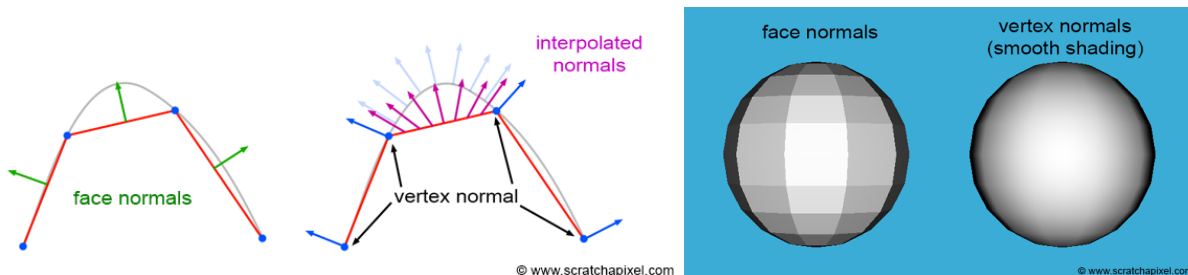 face normals
interpolated
normals
vertex normal
© www.scratchapixel.com
face normals
vertex normals
(smooth shading)
© www.scratchapixel.com